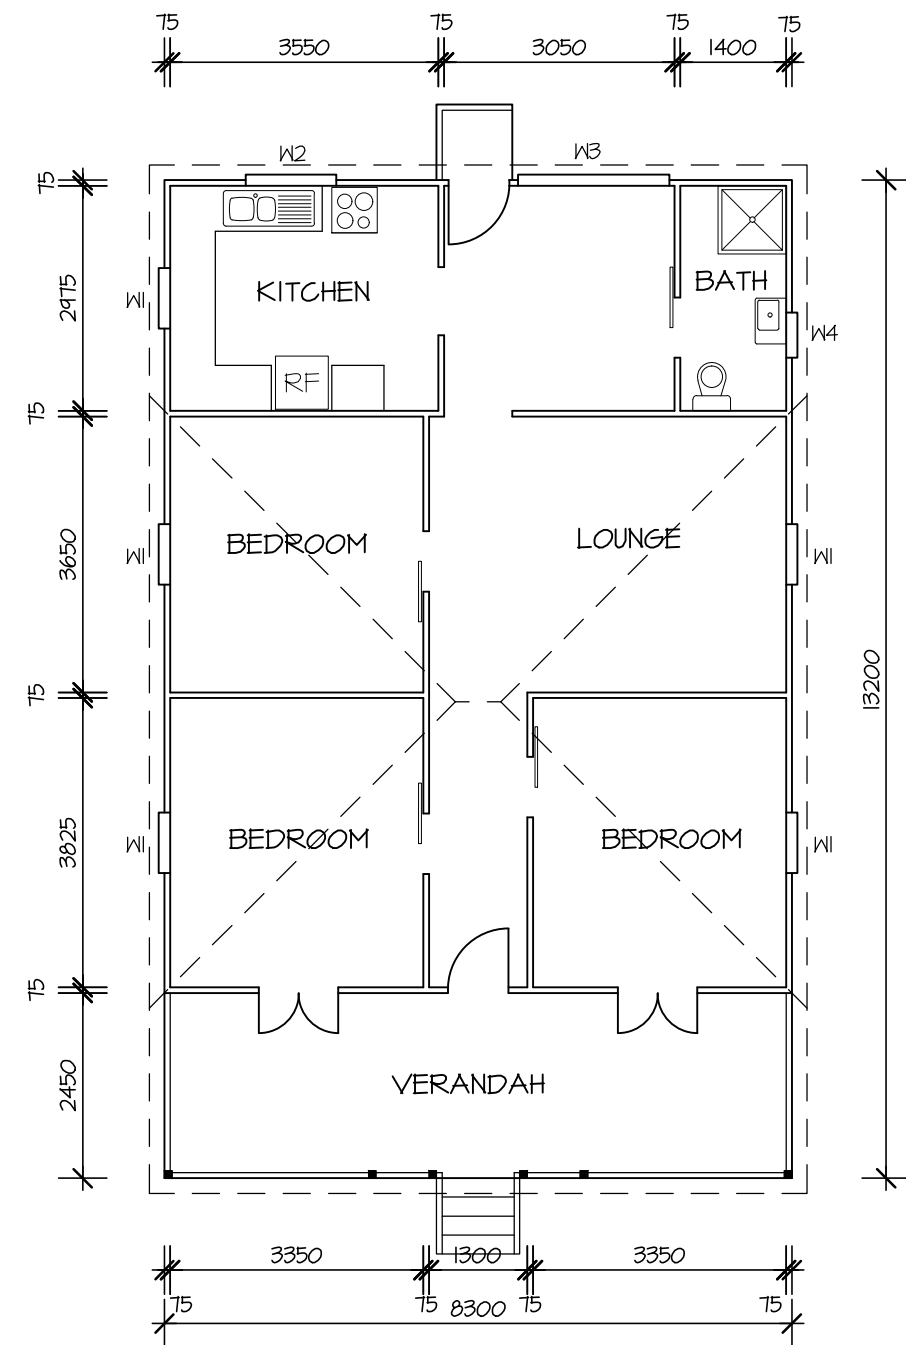 75 75 75 75
3550 3050 1400
W2 W3
75
KITCHEN BATH
2975 W1 W4
RF
75
BEDROOM LOUNGE
3650 W1 W1
13200
75
BEDROOM BEDROOM
3825 W1 W1
75
VERANDAH
2450
3350 1300 3350
75 75 75 75
8300